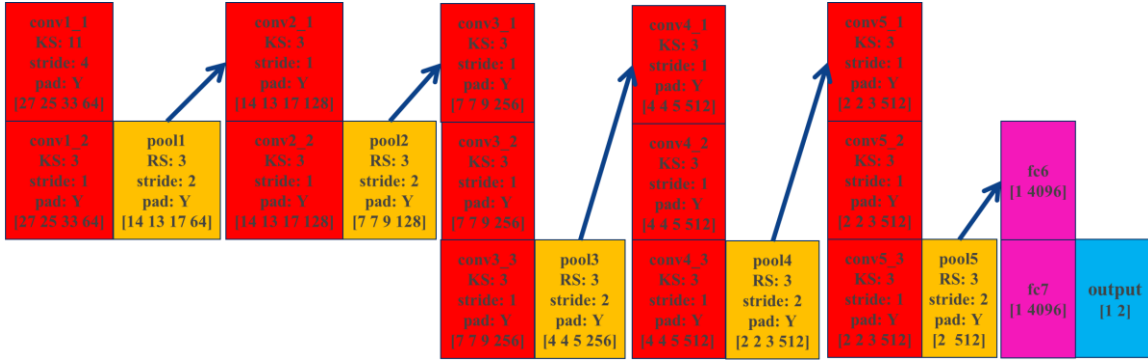 conv1_1
KS: 11
stride: 4
pad: Y
[27 25 33 64]
conv1_2
KS: 3
stride: 1
pad: Y
[27 25 33 64]
pool1
RS: 3
stride: 2
pad: Y
[14 13 17 64]
conv2_1
KS: 3
stride: 1
pad: Y
[14 13 17 128]
conv2_2
KS: 3
stride: 1
pad: Y
[14 13 17 128]
pool2
RS: 3
stride: 2
pad: Y
[7 7 9 128]
conv3_1
KS: 3
stride: 1
pad: Y
[7 7 9 256]
conv3_2
KS: 3
stride: 1
pad: Y
[7 7 9 256]
conv3_3
KS: 3
stride: 1
pad: Y
[7 7 9 256]
pool3
RS: 3
stride: 2
pad: Y
[4 4 5 256]
conv4_1
KS: 3
stride: 1
pad: Y
[4 4 5 512]
conv4_2
KS: 3
stride: 1
pad: Y
[4 4 5 512]
conv4_3
KS: 3
stride: 1
pad: Y
[4 4 5 512]
pool4
RS: 3
stride: 2
pad: Y
[2 2 3 512]
conv5_1
KS: 3
stride: 1
pad: Y
[2 2 3 512]
conv5_2
KS: 3
stride: 1
pad: Y
[2 2 3 512]
conv5_3
KS: 3
stride: 1
pad: Y
[2 2 3 512]
pool5
RS: 3
stride: 2
pad: Y
[2 512]
fc6
[1 4096]
fc7
[1 4096]
output
[1 2]